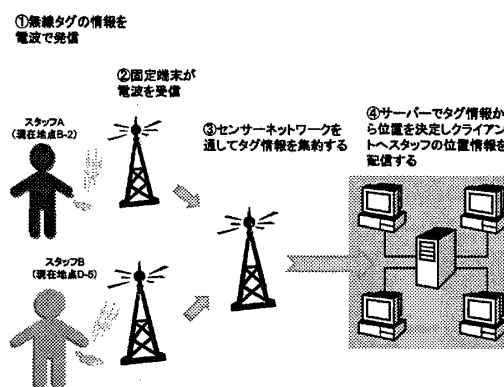 ①無線タグの情報を
電波で発信
②固定端末が
電波を受信
スタッフA
(現在地点B-2)
③センサーネットワークを
通してタグ情報を集約する
④サーバーでタグ情報か
ら位置を決定しクライアン
トへスタッフの位置情報を
配信する
スタッフB
(現在地点D-5)